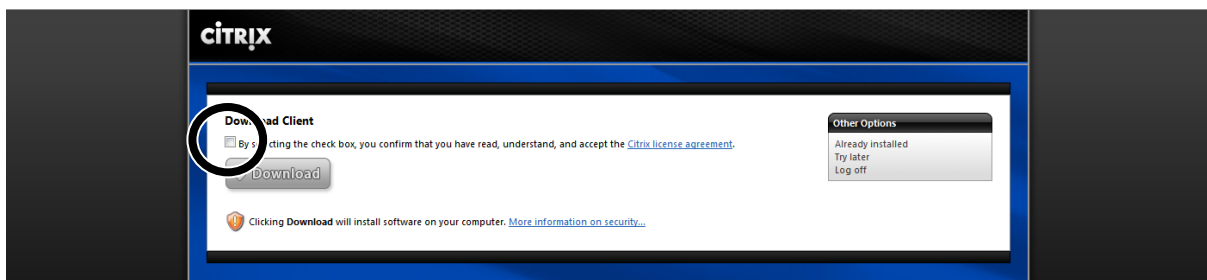 CITRIX
Download Client
By selecting the check box, you confirm that you have read, understand, and accept the Citrix license agreement.
Download
Clicking Download will install software on your computer. More information on security...
Other Options
Already installed
Try later
Log off